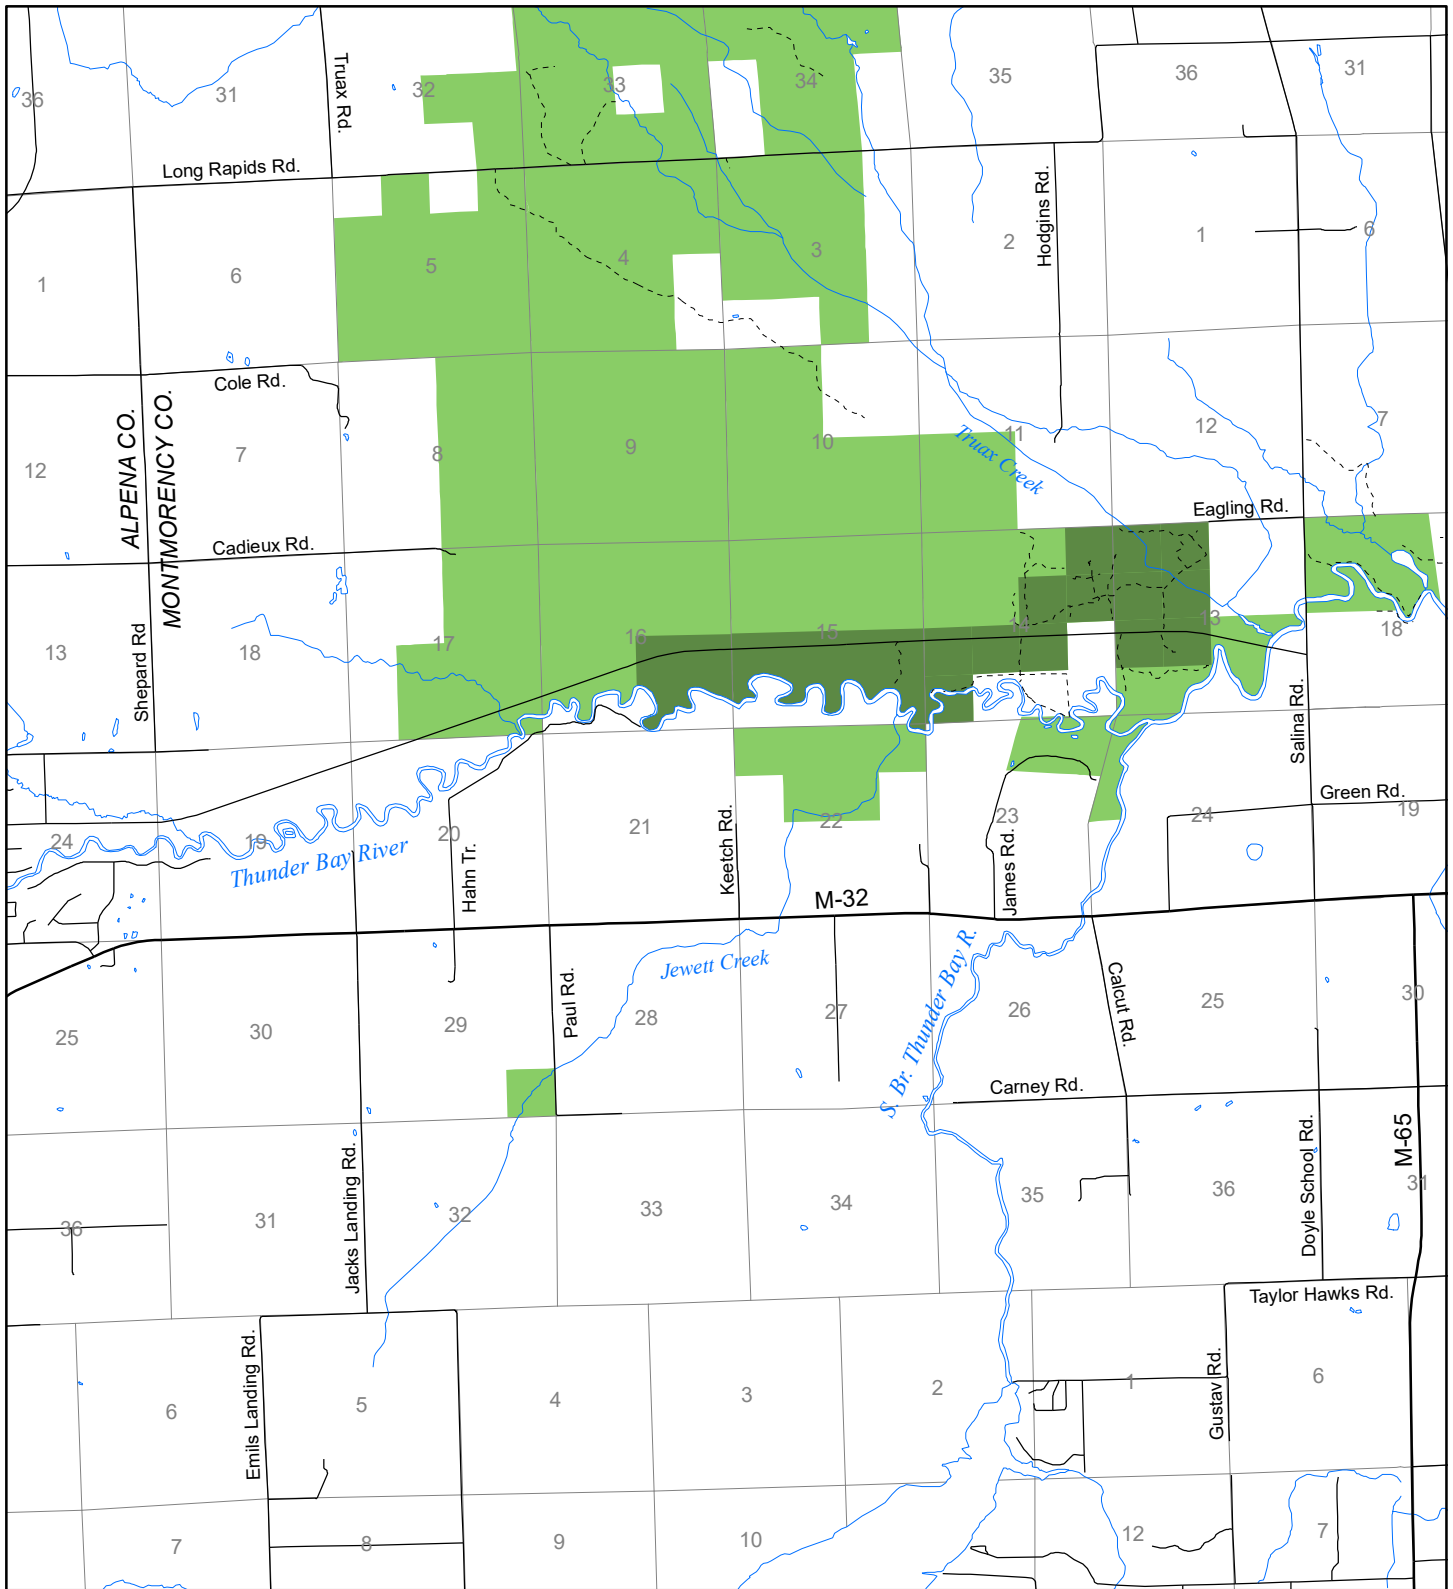 36
31
Truax Rd.
32
33
34
35
36
31
Long Rapids Rd.
1
6
5
4
3
2
Hodgins Rd.
1
6
Cole Rd.
ALPENA CO.
MONTMORENCY CO.
12
7
8
9
10
11
Truax Creek
12
7
Cadieux Rd.
Eagling Rd.
13
Shepard Rd
18
17
16
15
14
13
18
Salina Rd.
24
19
Thunder Bay River
20
Hahn Tr.
21
Keetch Rd.
22
23
James Rd.
24
Green Rd.
19
M-32
25
30
29
Paul Rd.
Jewett Creek
28
27
S. Br. Thunder Bay R.
26
Calcut Rd.
25
30
Carney Rd.
36
31
Jacks Landing Rd.
32
33
34
35
36
Doyle School Rd.
M-65
31
Taylor Hawks Rd.
6
Emils Landing Rd.
5
4
3
2
1
Gustav Rd.
6
7
8
9
10
12
7